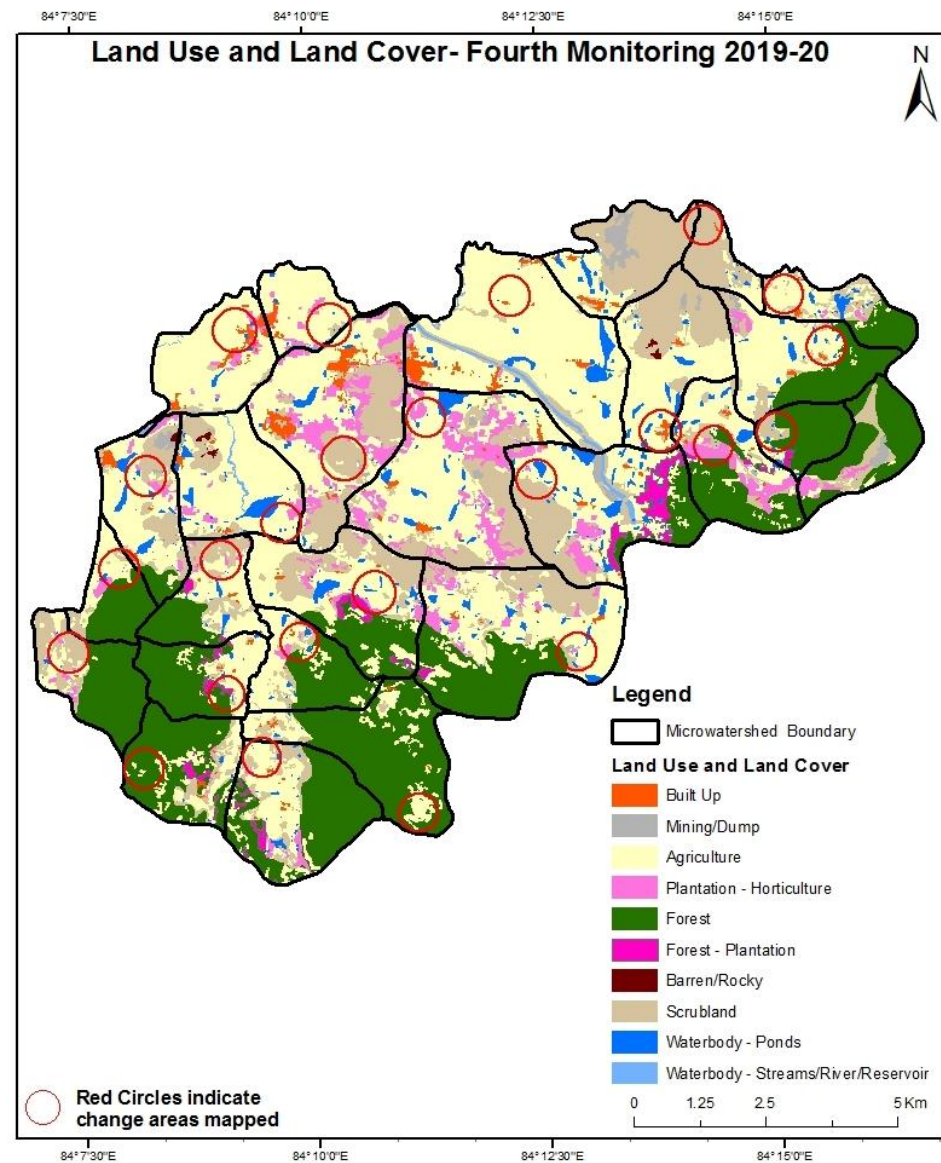 84°7'30"E 84°10'0"E 84°12'30"E 84°15'0"E
Land Use and Land Cover- Fourth Monitoring 2019-20
N
Legend
Microwatershed Boundary
Land Use and Land Cover
Built Up
Mining/Dump
Agriculture
Plantation - Horticulture
Forest
Forest - Plantation
Barren/Rocky
Scrubland
Waterbody - Ponds
Waterbody - Streams/River/Reservoir
0 1.25 2.5 5 Km
Red Circles indicate
change areas mapped
84°7'30"E 84°10'0"E 84°12'30"E 84°15'0"E